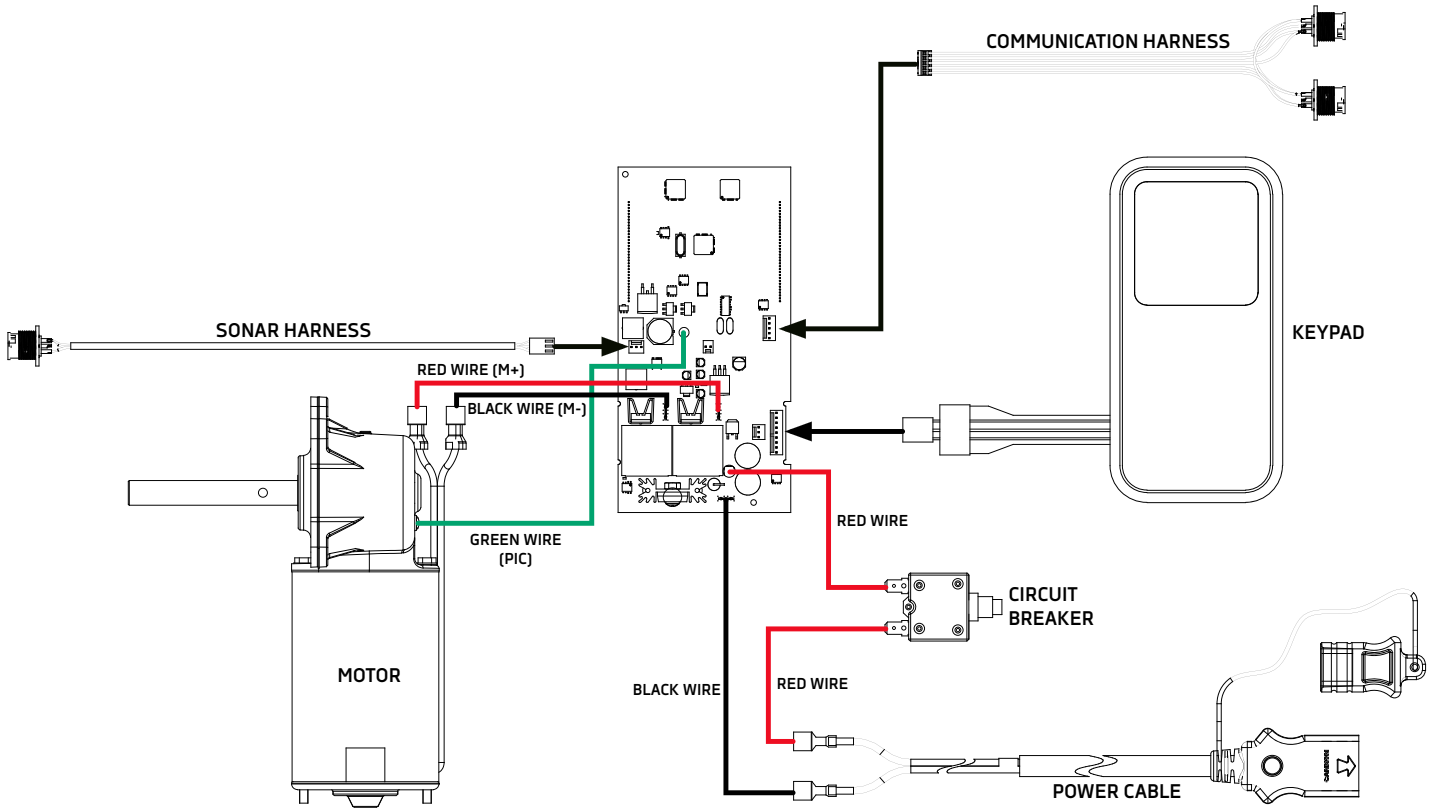 COMMUNICATION HARNESS
KEYPAD
SONAR HARNESS
RED WIRE (M+)
BLACK WIRE (M-)
GREEN WIRE
(PIC)
RED WIRE
CIRCUIT
BREAKER
MOTOR
BLACK WIRE
RED WIRE
POWER CABLE
CANNON